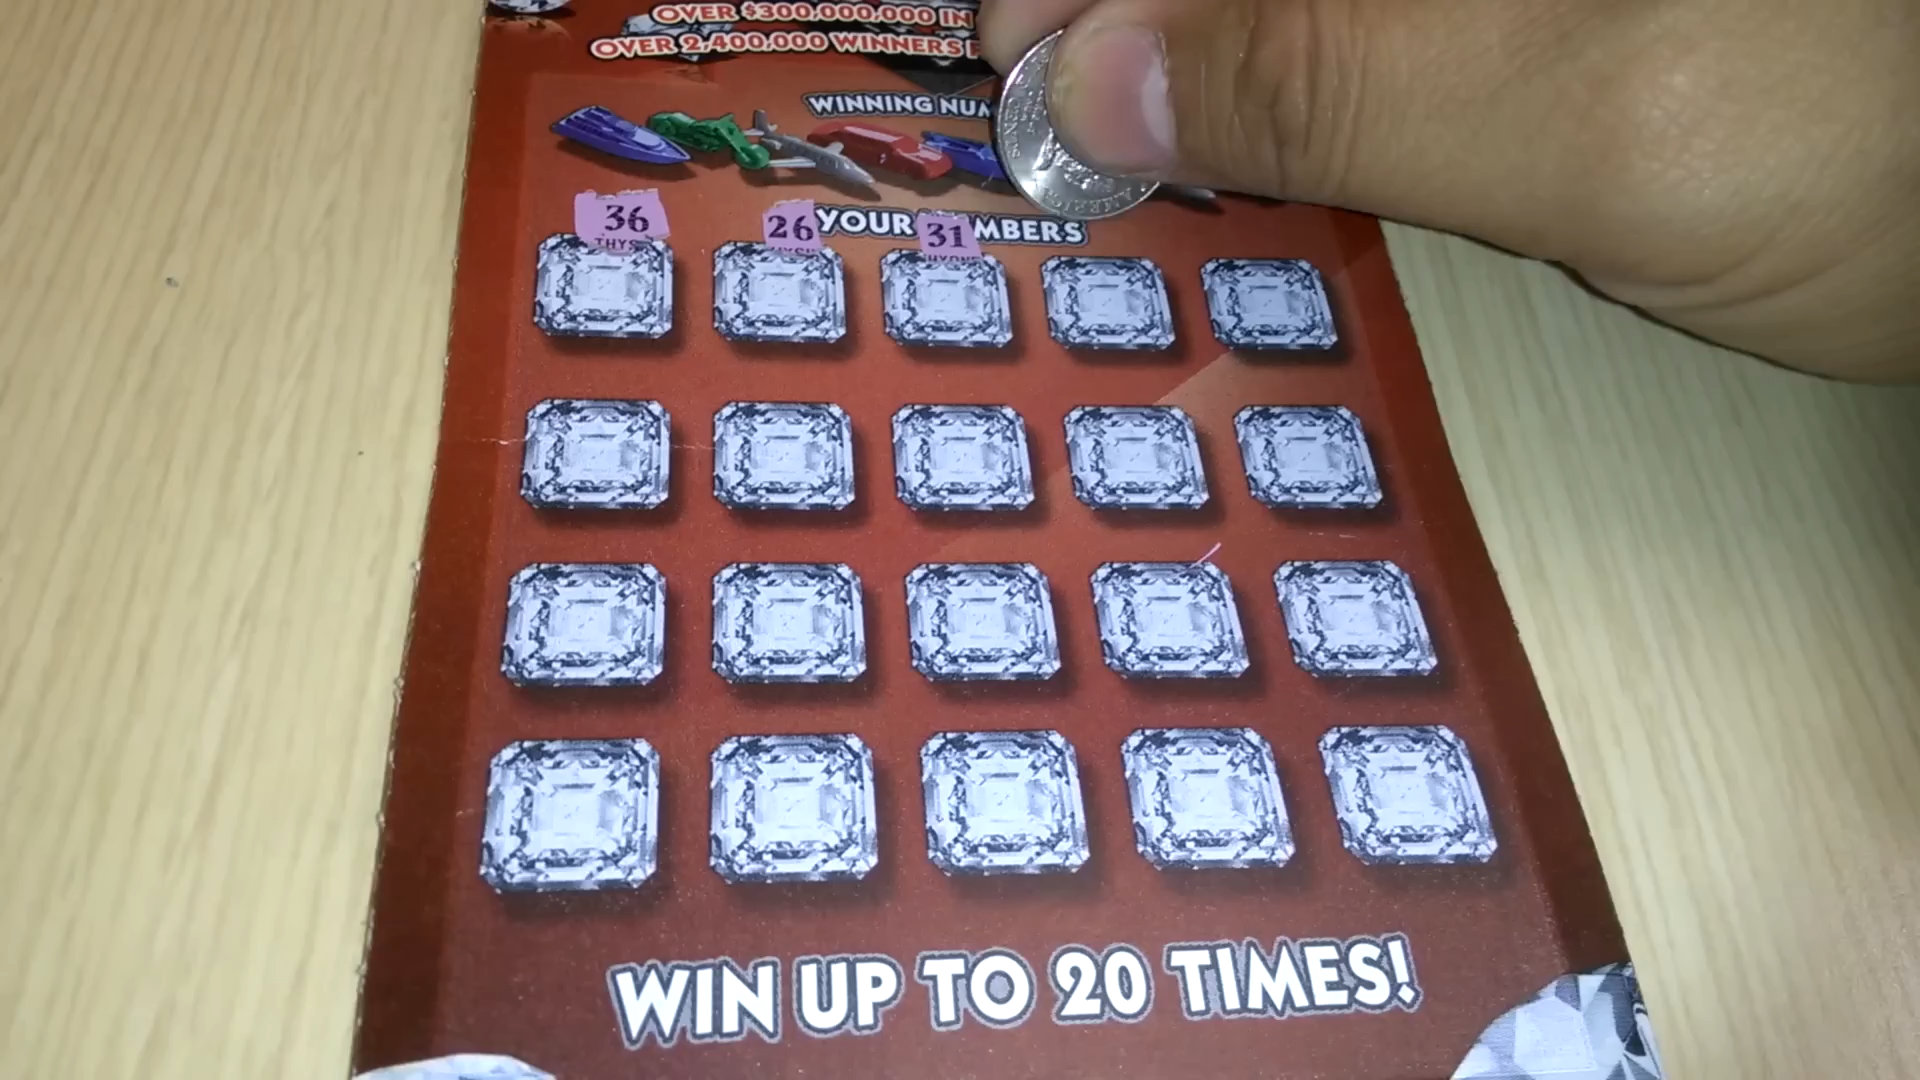 OVER $300,000,000 IN
OVER 2,400,000 WINNERS
WINNING NUM
36 26 31
THYS
YOUR MBERS
WIN UP TO 20 TIMES!